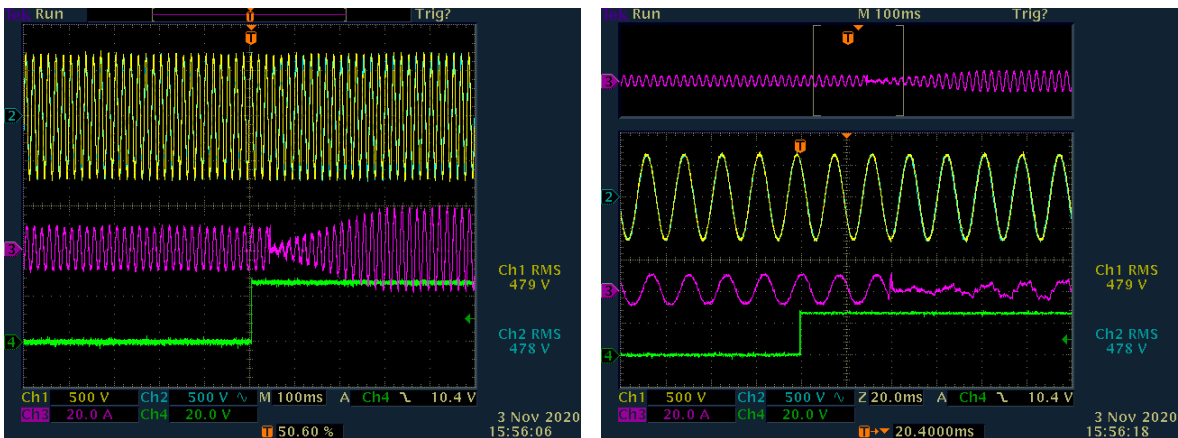 Run Trig?
T
T
2
3
Ch1 RMS
479 V
Ch2 RMS
478 V
4
Ch1 500 V Ch2 500 V ∿ M 100ms A Ch4 ↘ 10.4 V
Ch3 20.0 A Ch4 20.0 V
T 50.60 %
3 Nov 2020
15:56:06
Run M 100ms Trig?
T
3
T
2
Ch1 RMS
479 V
3
Ch2 RMS
478 V
4
Ch1 500 V Ch2 500 V ∿ Z 20.0ms A Ch4 ↘ 10.4 V
Ch3 20.0 A Ch4 20.0 V
T→▼ 20.4000ms
3 Nov 2020
15:56:18